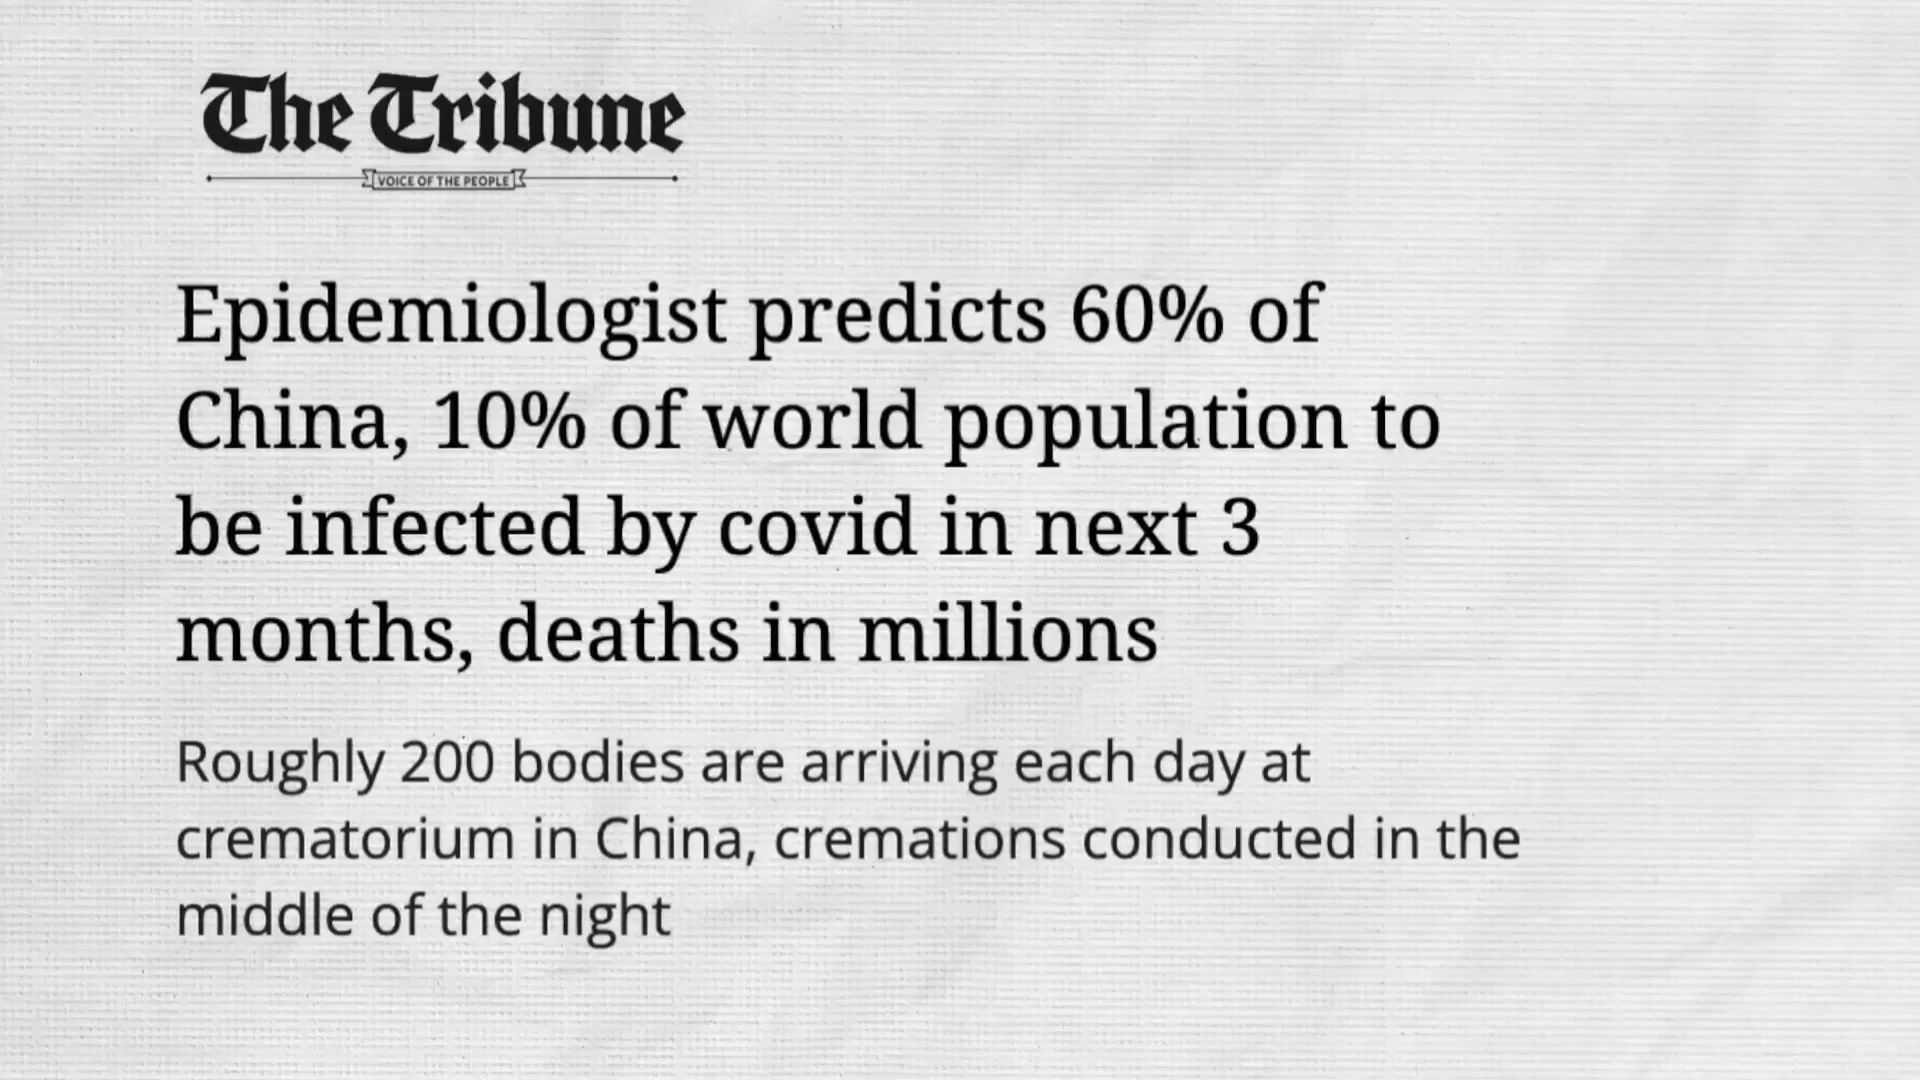 The Tribune
VOICE OF THE PEOPLE
Epidemiologist predicts 60% of
China, 10% of world population to
be infected by covid in next 3
months, deaths in millions
Roughly 200 bodies are arriving each day at
crematorium in China, cremations conducted in the
middle of the night